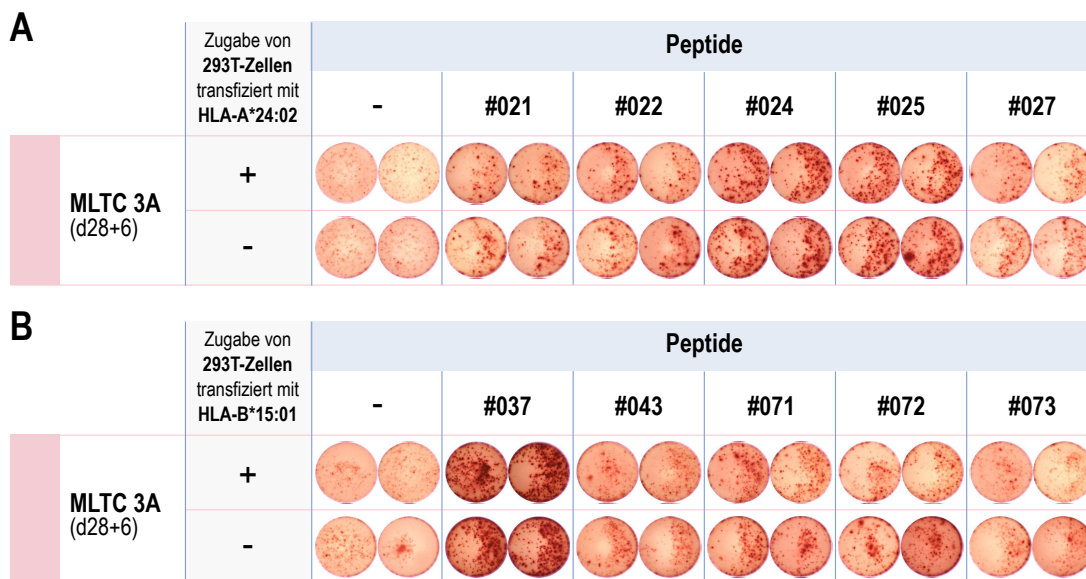 A
Zugabe von
293T-Zellen
transfiziert mit
HLA-A*24:02
Peptide
- #021 #022 #024 #025 #027
MLTC 3A
(d28+6)
+
-
B
Zugabe von
293T-Zellen
transfiziert mit
HLA-B*15:01
Peptide
- #037 #043 #071 #072 #073
MLTC 3A
(d28+6)
+
-